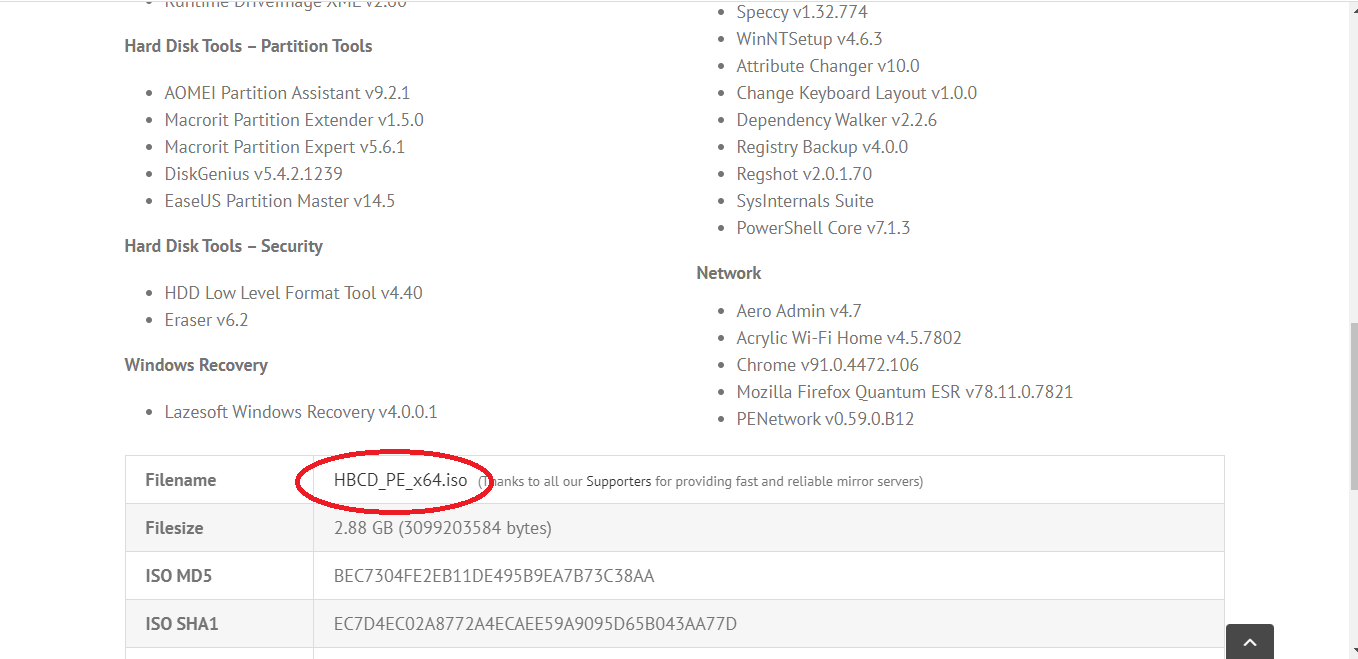 Runtime DriveImage XML v2.60
Hard Disk Tools – Partition Tools
AOMEI Partition Assistant v9.2.1
Macrorit Partition Extender v1.5.0
Macrorit Partition Expert v5.6.1
DiskGenius v5.4.2.1239
EaseUS Partition Master v14.5
Hard Disk Tools – Security
HDD Low Level Format Tool v4.40
Eraser v6.2
Windows Recovery
Lazesoft Windows Recovery v4.0.0.1
Speccy v1.32.774
WinNTSetup v4.6.3
Attribute Changer v10.0
Change Keyboard Layout v1.0.0
Dependency Walker v2.2.6
Registry Backup v4.0.0
Regshot v2.0.1.70
SysInternals Suite
PowerShell Core v7.1.3
Network
Aero Admin v4.7
Acrylic Wi-Fi Home v4.5.7802
Chrome v91.0.4472.106
Mozilla Firefox Quantum ESR v78.11.0.7821
PENetwork v0.59.0.B12
Filename HBCD_PE_x64.iso (Thanks to all our Supporters for providing fast and reliable mirror servers)
Filesize 2.88 GB (3099203584 bytes)
ISO MD5 BEC7304FE2EB11DE495B9EA7B73C38AA
ISO SHA1 EC7D4EC02A8772A4ECAEE59A9095D65B043AA77D